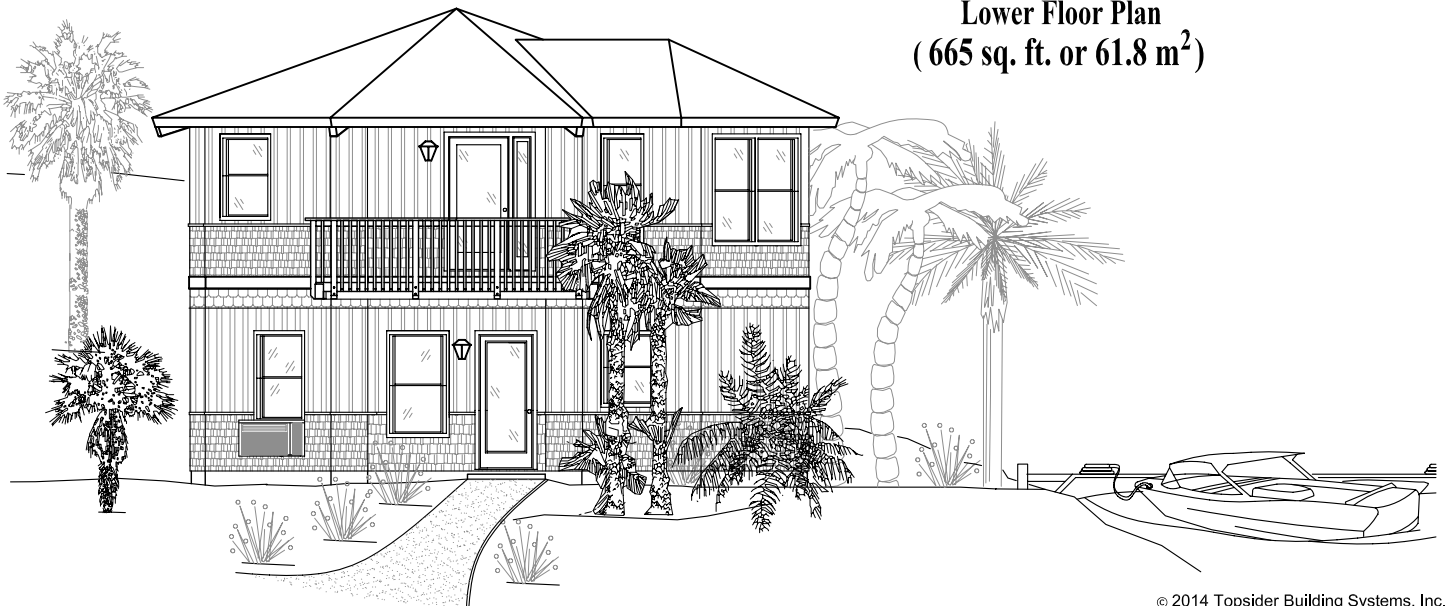 Lower Floor Plan
( 665 sq. ft. or 61.8 m²)
© 2014 Topsider Building Systems, Inc.